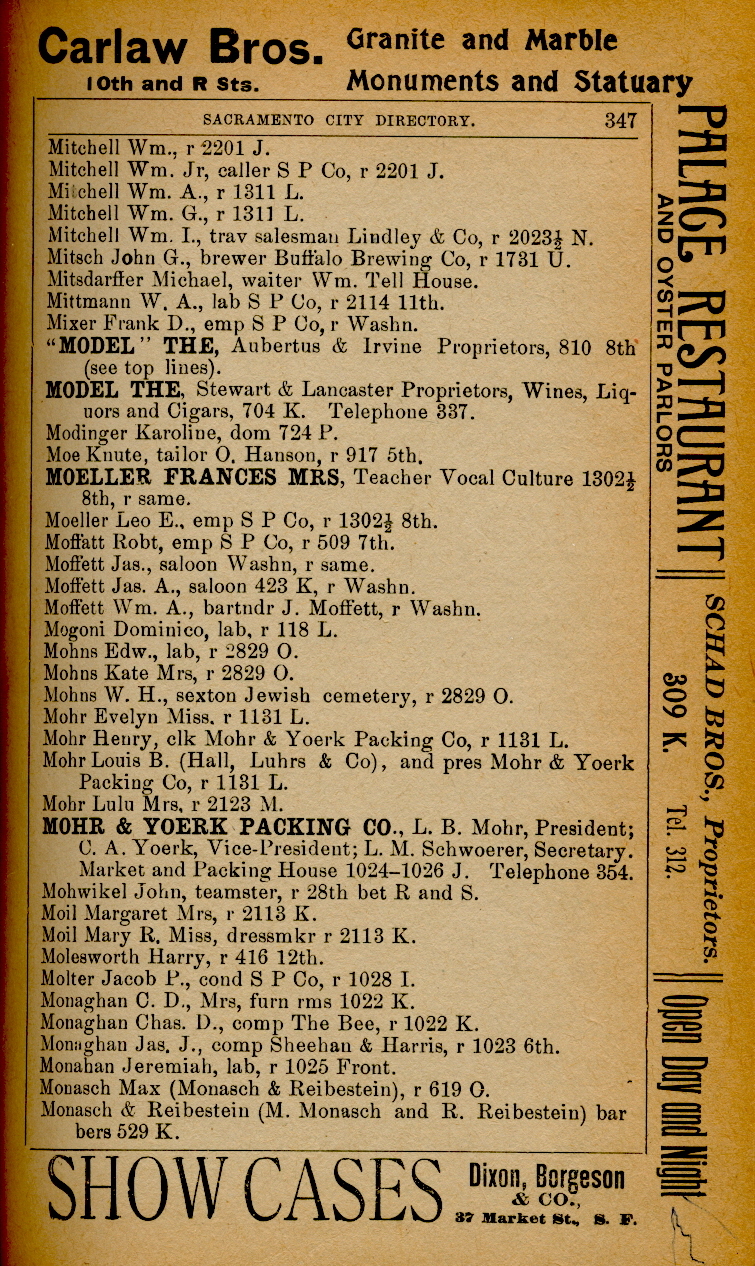 Carlaw Bros. Granite and Marble
10th and R Sts. Monuments and Statuary
SACRAMENTO CITY DIRECTORY. 347
Mitchell Wm., r 2201 J.
Mitchell Wm. Jr, caller S P Co, r 2201 J.
Mitchell Wm. A., r 1311 L.
Mitchell Wm. G., r 1311 L.
Mitchell Wm. I., trav salesman Lindley & Co, r 2023½ N.
Mitsch John G., brewer Buffalo Brewing Co, r 1731 U.
Mitsdarffer Michael, waiter Wm. Tell House.
Mittmann W. A., lab S P Co, r 2114 11th.
Mixer Frank D., emp S P Co, r Washn.
“MODEL” THE, Aubertus & Irvine Proprietors, 810 8th
(see top lines).
MODEL THE, Stewart & Lancaster Proprietors, Wines, Liq-
uors and Cigars, 704 K. Telephone 337.
Modinger Karoline, dom 724 P.
Moe Knute, tailor O. Hanson, r 917 5th.
MOELLER FRANCES MRS, Teacher Vocal Culture 1302½
8th, r same.
Moeller Leo E., emp S P Co, r 1302½ 8th.
Moffatt Robt, emp S P Co, r 509 7th.
Moffett Jas., saloon Washn, r same.
Moffett Jas. A., saloon 423 K, r Washn.
Moffett Wm. A., bartndr J. Moffett, r Washn.
Mogoni Dominico, lab, r 118 L.
Mohns Edw., lab, r 2829 O.
Mohns Kate Mrs, r 2829 O.
Mohns W. H., sexton Jewish cemetery, r 2829 O.
Mohr Evelyn Miss, r 1131 L.
Mohr Henry, clk Mohr & Yoerk Packing Co, r 1131 L.
Mohr Louis B. (Hall, Luhrs & Co), and pres Mohr & Yoerk
Packing Co, r 1131 L.
Mohr Lulu Mrs, r 2123 M.
MOHR & YOERK PACKING CO., L. B. Mohr, President;
C. A. Yoerk, Vice-President; L. M. Schwoerer, Secretary.
Market and Packing House 1024–1026 J. Telephone 354.
Mohwikel John, teamster, r 28th bet R and S.
Moil Margaret Mrs, r 2113 K.
Moil Mary R. Miss, dressmkr r 2113 K.
Molesworth Harry, r 416 12th.
Molter Jacob P., cond S P Co, r 1028 I.
Monaghan C. D., Mrs, furn rms 1022 K.
Monaghan Chas. D., comp The Bee, r 1022 K.
Monaghan Jas. J., comp Sheehan & Harris, r 1023 6th.
Monahan Jeremiah, lab, r 1025 Front.
Monasch Max (Monasch & Reibestein), r 619 O.
Monasch & Reibestein (M. Monasch and R. Reibestein) bar
bers 529 K.
PALACE RESTAURANT
AND OYSTER PARLORS
SCHAD BROS., Proprietors.
309 K. Tel. 312.
Open Day and Night
SHOW CASES Dixon, Borgeson
& CO.,
37 Market St., S. F.